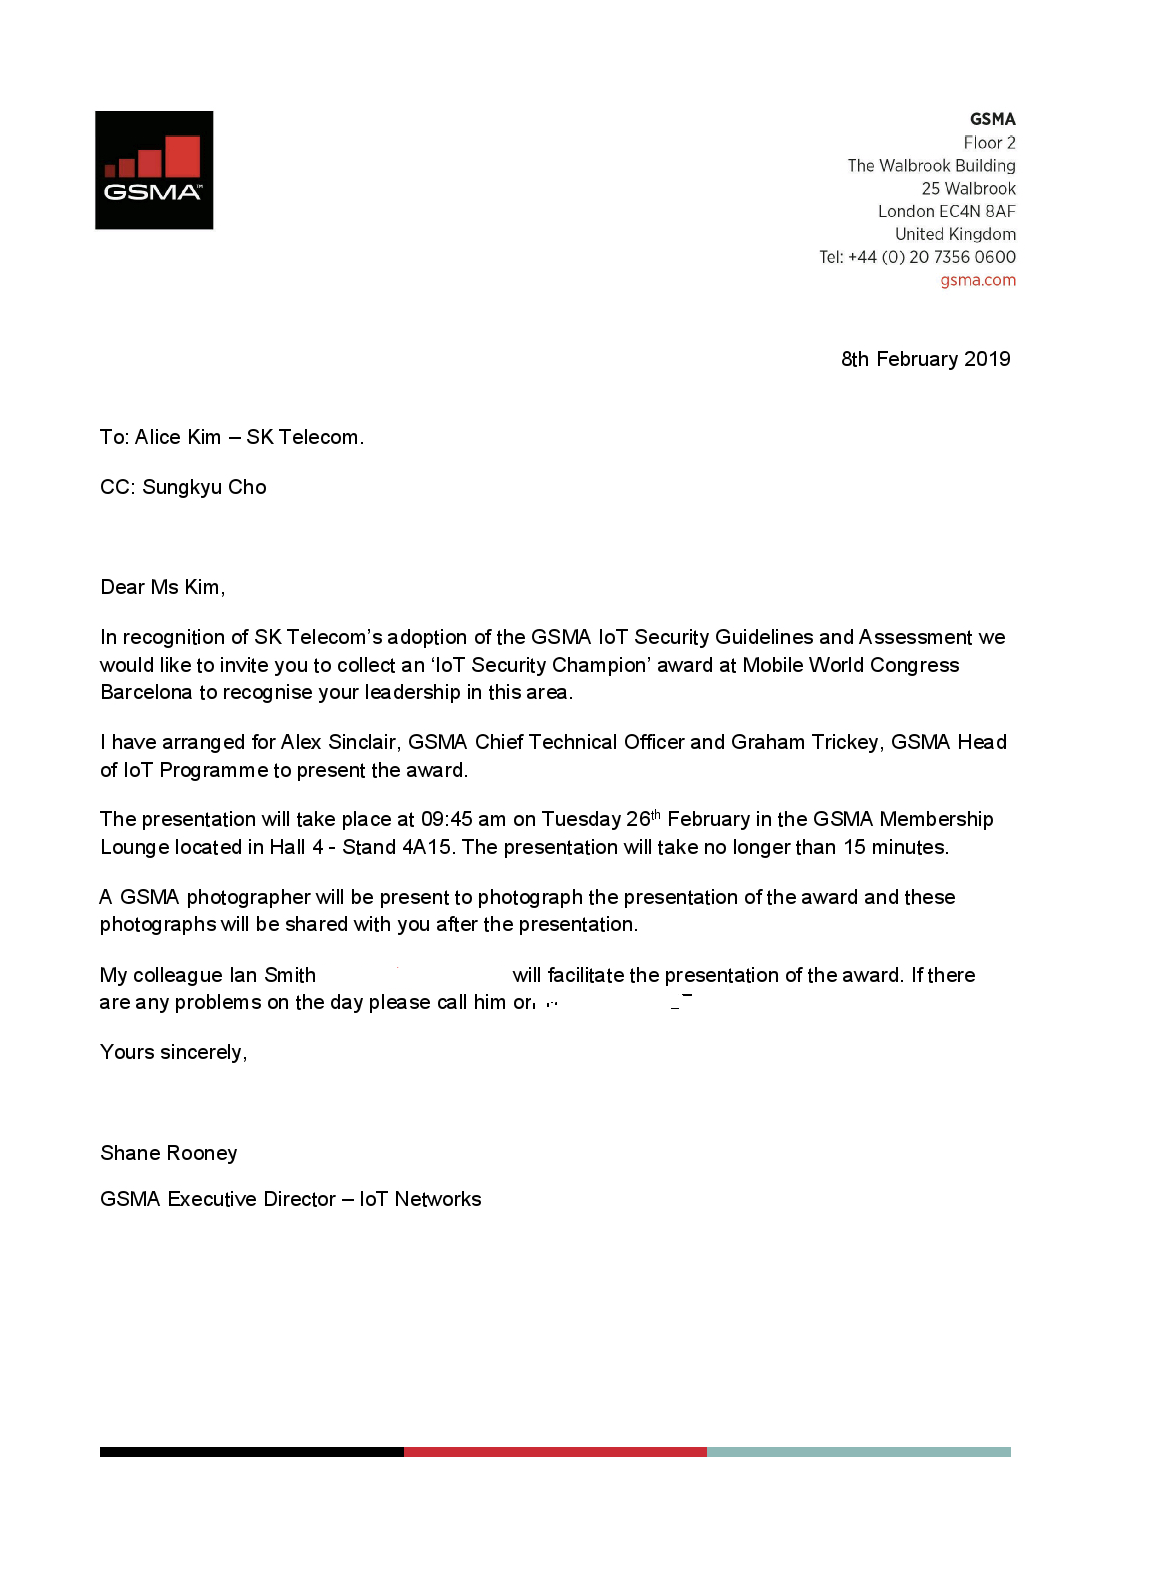 GSMA™
GSMA
Floor 2
The Walbrook Building
25 Walbrook
London EC4N 8AF
United Kingdom
Tel: +44 (0) 20 7356 0600
gsma.com
8th February 2019
To: Alice Kim – SK Telecom.
CC: Sungkyu Cho
Dear Ms Kim,
In recognition of SK Telecom’s adoption of the GSMA IoT Security Guidelines and Assessment we
would like to invite you to collect an ‘IoT Security Champion’ award at Mobile World Congress
Barcelona to recognise your leadership in this area.
I have arranged for Alex Sinclair, GSMA Chief Technical Officer and Graham Trickey, GSMA Head
of IoT Programme to present the award.
The presentation will take place at 09:45 am on Tuesday 26th February in the GSMA Membership
Lounge located in Hall 4 - Stand 4A15. The presentation will take no longer than 15 minutes.
A GSMA photographer will be present to photograph the presentation of the award and these
photographs will be shared with you after the presentation.
My colleague Ian Smith will facilitate the presentation of the award. If there
are any problems on the day please call him on
Yours sincerely,
Shane Rooney
GSMA Executive Director – IoT Networks